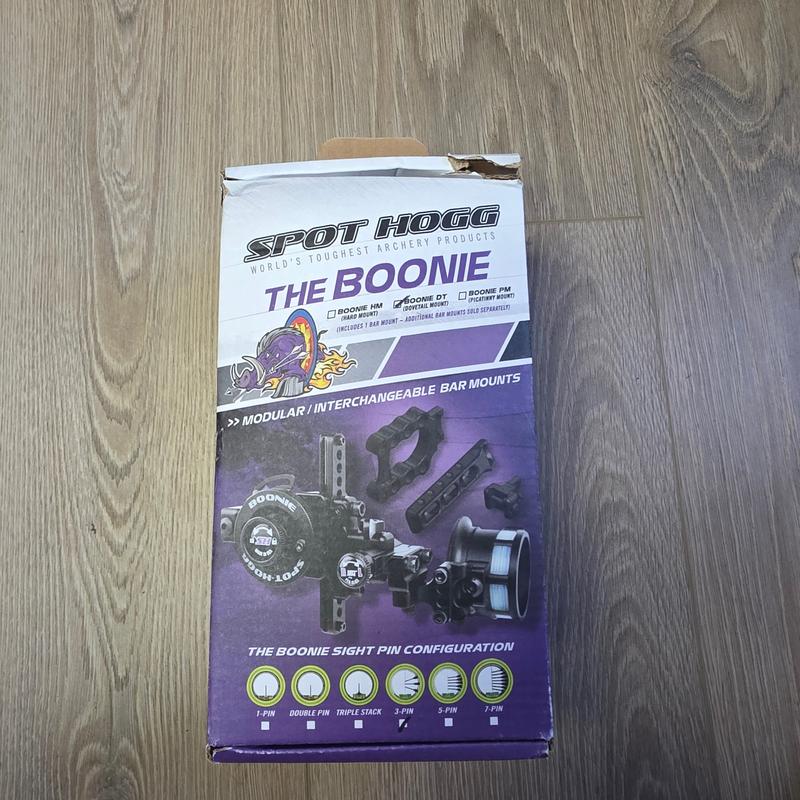 SPOT HOGG
WORLD'S TOUGHEST ARCHERY PRODUCTS
THE BOONIE
BOONIE HM BOONIE DT BOONIE PM
(HARD MOUNT) (DOVETAIL MOUNT) (PICATINNY MOUNT)
(INCLUDES 1 BAR MOUNT – ADDITIONAL BAR MOUNTS SOLD SEPARATELY)
>> MODULAR / INTERCHANGEABLE BAR MOUNTS
BOONIE
SPOT-HOGG
THE BOONIE SIGHT PIN CONFIGURATION
1-PIN DOUBLE PIN TRIPLE STACK 3-PIN 5-PIN 7-PIN